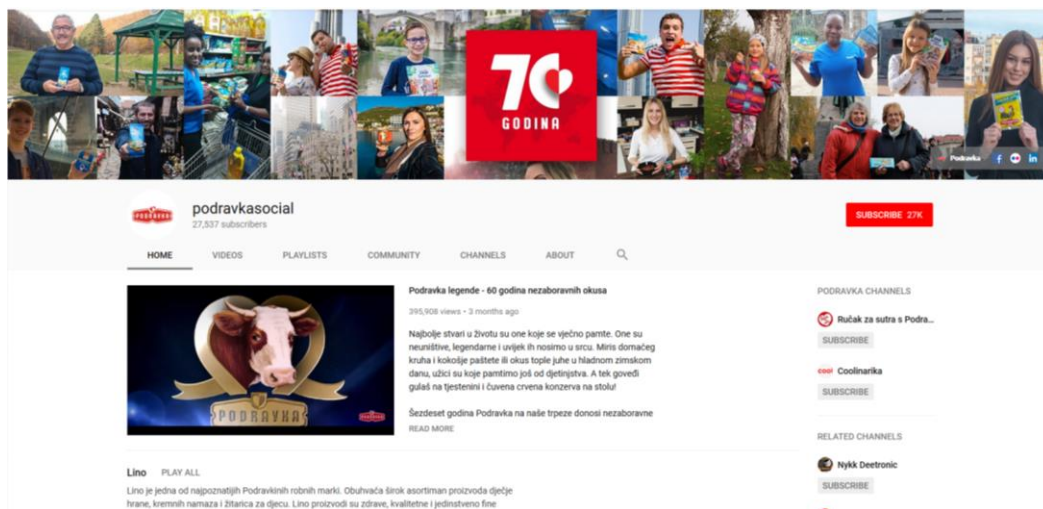 70
GODINA
Podravka
PODRAVKA
podravkasocial
27,537 subscribers
SUBSCRIBE 27K
HOME VIDEOS PLAYLISTS COMMUNITY CHANNELS ABOUT
PODRAVKA
PODRAVKA
Podravka legende - 60 godina nezaboravnih okusa
395,908 views • 3 months ago
Najbolje stvari u životu su one koje se vječno pamte. One su
neuništive, legendarne i uvijek ih nosimo u srcu. Miris domaćeg
kruha i kokošje paštete ili okus tople juhe u hladnom zimskom
danu, užici su koje pamtimo još od djetinjstva. A tek goveđi
gulaš na tjestenini i čuvena crvena konzerva na stolu!
Šezdeset godina Podravka na naše trpeze donosi nezaboravne
READ MORE
PODRAVKA CHANNELS
Ručak za sutra s Podra...
SUBSCRIBE
cool Coolinarika
SUBSCRIBE
RELATED CHANNELS
Nykk Deetronic
SUBSCRIBE
Lino PLAY ALL
Lino je jedna od najpoznatijih Podravkinih robnih marki. Obuhvaća širok asortiman proizvoda dječje
hrane, kremnih namaza i žitarica za djecu. Lino proizvodi su zdrave, kvalitetne i jedinstveno fine